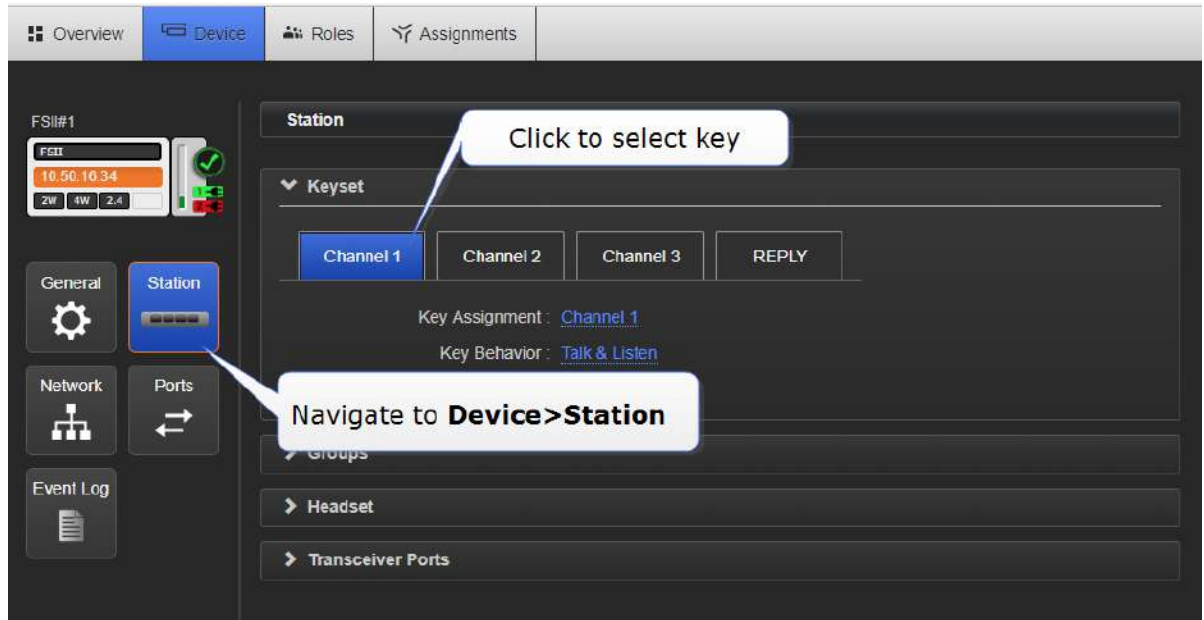 Overview Device Roles Assignments
FSII#1
FSII
10.50.16.34
2W 4W 2.4
General Station
Network Ports
Event Log
Station
Click to select key
Keyset
Channel 1 Channel 2 Channel 3 REPLY
Key Assignment : Channel 1
Key Behavior : Talk & Listen
Navigate to Device>Station
Groups
Headset
Transceiver Ports